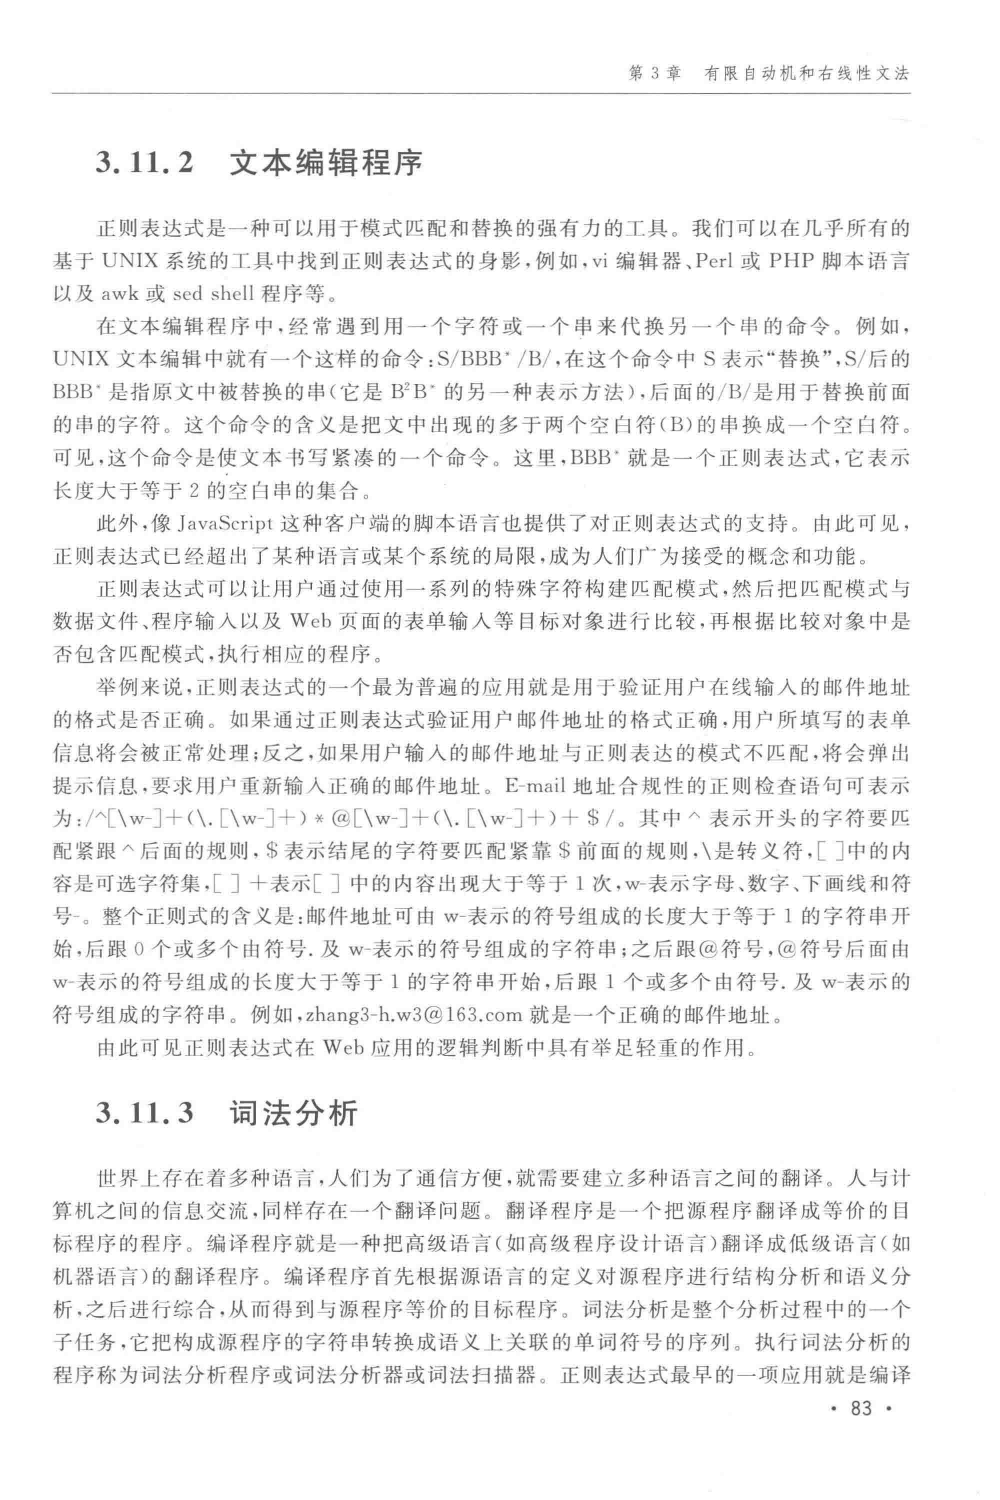 第3章 有限自动机和右线性文法
3.11.2 文本编辑程序
正则表达式是一种可以用于模式匹配和替换的强有力的工具。我们可以在几乎所有的
基于 UNIX 系统的工具中找到正则表达式的身影,例如,vi 编辑器、Perl 或 PHP 脚本语言
以及 awk 或 sed shell 程序等。
在文本编辑程序中,经常遇到用一个字符或一个串来代换另一个串的命令。例如,
UNIX 文本编辑中就有一个这样的命令:S/BBB*/B/,在这个命令中 S 表示“替换”,S/后的
BBB* 是指原文中被替换的串(它是 B²B* 的另一种表示方法),后面的/B/是用于替换前面
的串的字符。这个命令的含义是把文中出现的多于两个空白符(B)的串换成一个空白符。
可见,这个命令是使文本书写紧凑的一个命令。这里,BBB* 就是一个正则表达式,它表示
长度大于等于 2 的空白串的集合。
此外,像 JavaScript 这种客户端的脚本语言也提供了对正则表达式的支持。由此可见,
正则表达式已经超出了某种语言或某个系统的局限,成为人们广为接受的概念和功能。
正则表达式可以让用户通过使用一系列的特殊字符构建匹配模式,然后把匹配模式与
数据文件、程序输入以及 Web 页面的表单输入等目标对象进行比较,再根据比较对象中是
否包含匹配模式,执行相应的程序。
举例来说,正则表达式的一个最为普遍的应用就是用于验证用户在线输入的邮件地址
的格式是否正确。如果通过正则表达式验证用户邮件地址的格式正确,用户所填写的表单
信息将会被正常处理;反之,如果用户输入的邮件地址与正则表达的模式不匹配,将会弹出
提示信息,要求用户重新输入正确的邮件地址。E-mail 地址合规性的正则检查语句可表示
为:/^[\w-]+(\.[\w-]+)*@[\w-]+(\.[\w-]+)+$/。其中 ^ 表示开头的字符要匹
配紧跟 ^ 后面的规则,$ 表示结尾的字符要匹配紧靠 $ 前面的规则,\是转义符,[ ]中的内
容是可选字符集,[ ]+表示[ ]中的内容出现大于等于 1 次,w-表示字母、数字、下画线和符
号-。整个正则式的含义是:邮件地址可由 w-表示的符号组成的长度大于等于 1 的字符串开
始,后跟 0 个或多个由符号. 及 w-表示的符号组成的字符串;之后跟@符号,@符号后面由
w-表示的符号组成的长度大于等于 1 的字符串开始,后跟 1 个或多个由符号. 及 w-表示的
符号组成的字符串。例如,zhang3-h.w3@163.com 就是一个正确的邮件地址。
由此可见正则表达式在 Web 应用的逻辑判断中具有举足轻重的作用。
3.11.3 词法分析
世界上存在着多种语言,人们为了通信方便,就需要建立多种语言之间的翻译。人与计
算机之间的信息交流,同样存在一个翻译问题。翻译程序是一个把源程序翻译成等价的目
标程序的程序。编译程序就是一种把高级语言(如高级程序设计语言)翻译成低级语言(如
机器语言)的翻译程序。编译程序首先根据源语言的定义对源程序进行结构分析和语义分
析,之后进行综合,从而得到与源程序等价的目标程序。词法分析是整个分析过程中的一个
子任务,它把构成源程序的字符串转换成语义上关联的单词符号的序列。执行词法分析的
程序称为词法分析程序或词法分析器或词法扫描器。正则表达式最早的一项应用就是编译
· 83 ·